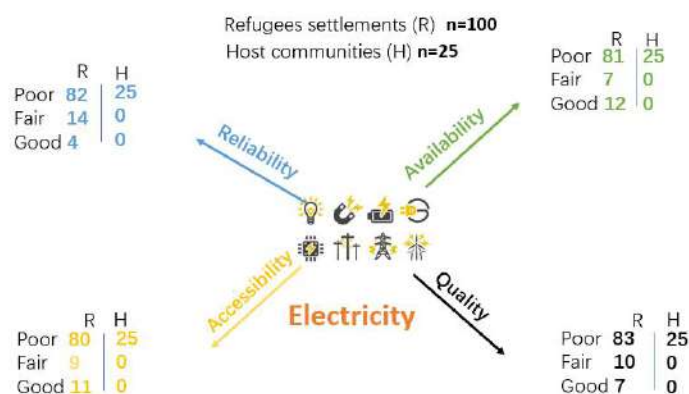 Refugees settlements (R) n=100
Host communities (H) n=25
R H
Poor 82 25
Fair 14 0
Good 4 0
R H
Poor 81 25
Fair 7 0
Good 12 0
Reliability
Availability
Accessibility
Quality
Electricity
R H
Poor 80 25
Fair 9 0
Good 11 0
R H
Poor 83 25
Fair 10 0
Good 7 0